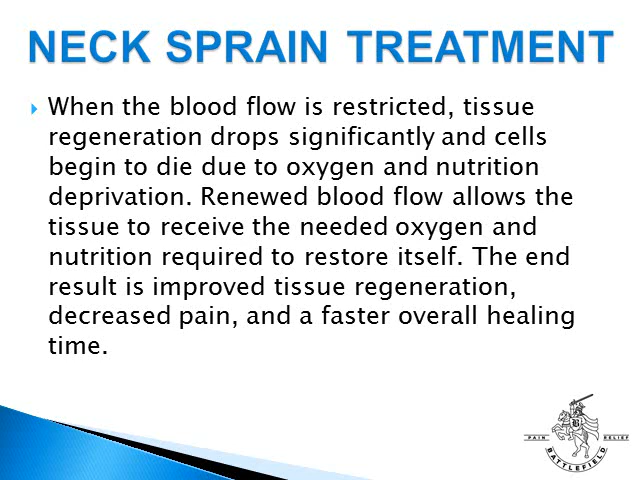 NECK SPRAIN TREATMENT
When the blood flow is restricted, tissue
regeneration drops significantly and cells
begin to die due to oxygen and nutrition
deprivation. Renewed blood flow allows the
tissue to receive the needed oxygen and
nutrition required to restore itself. The end
result is improved tissue regeneration,
decreased pain, and a faster overall healing
time.
PAIN RELIEF
B
BATTLEFIELD